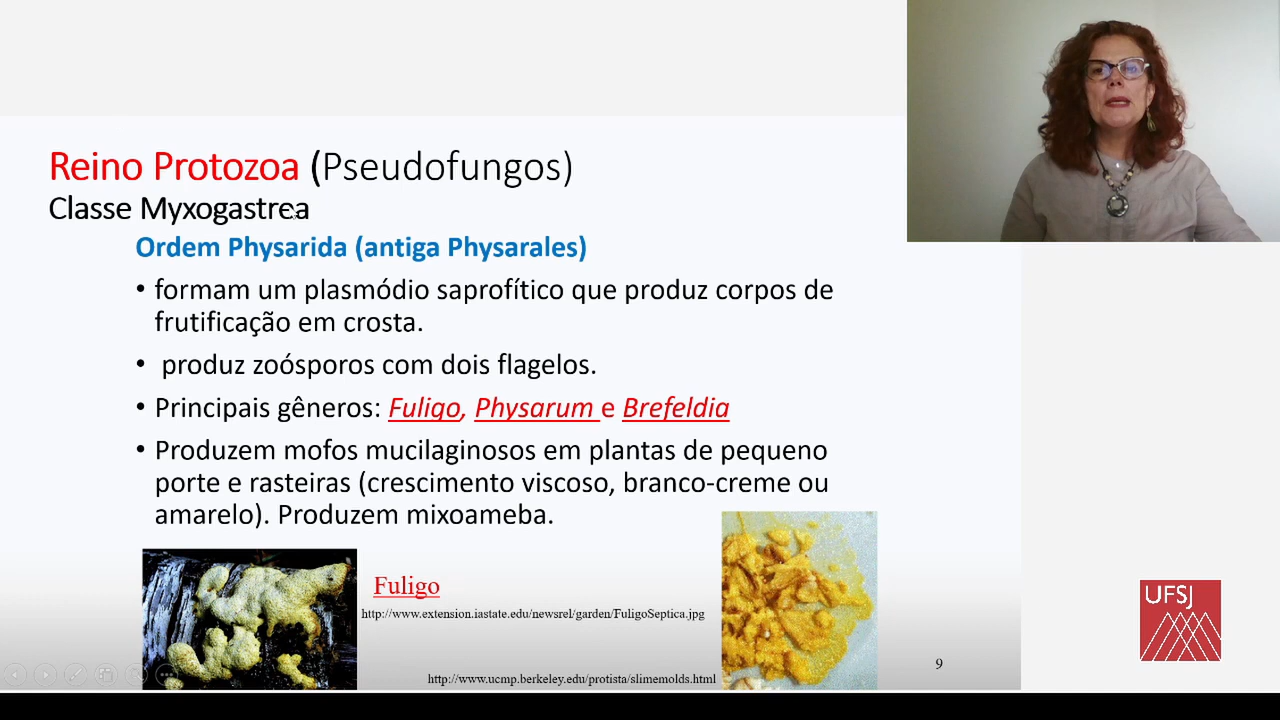 Reino Protozoa (Pseudofungos)
Classe Myxogastrea
Ordem Physarida (antiga Physarales)
• formam um plasmódio saprofítico que produz corpos de
frutificação em crosta.
• produz zoósporos com dois flagelos.
• Principais gêneros: Fuligo, Physarum e Brefeldia
• Produzem mofos mucilaginosos em plantas de pequeno
porte e rasteiras (crescimento viscoso, branco-creme ou
amarelo). Produzem mixoameba.
Fuligo
http://www.extension.iastate.edu/newsrel/garden/FuligoSeptica.jpg
http://www.ucmp.berkeley.edu/protista/slimemolds.html
9
UFSJ